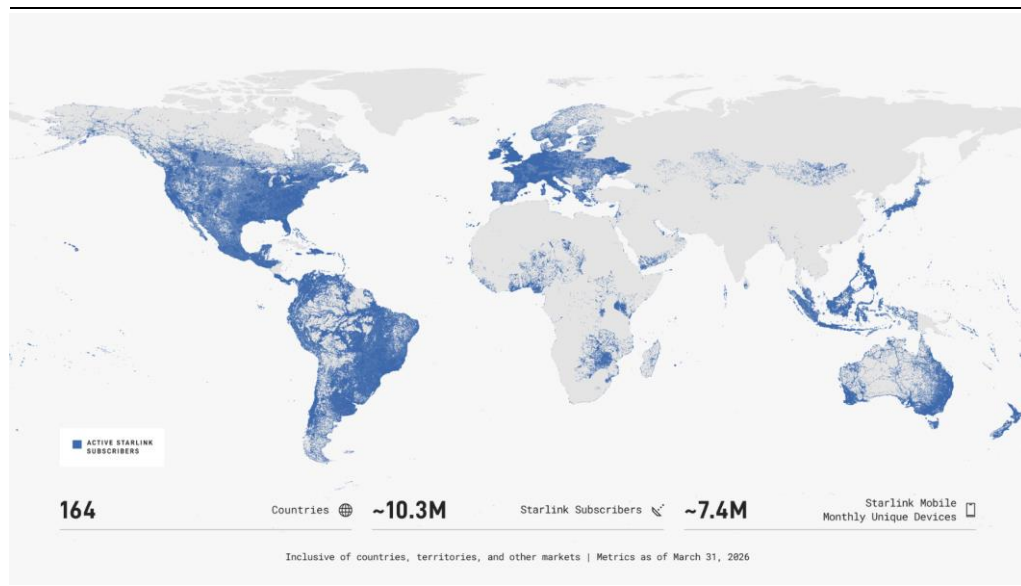 ACTIVE STARLINK
SUBSCRIBERS
164
Countries
~10.3M
Starlink Subscribers
~7.4M
Starlink Mobile
Monthly Unique Devices
Inclusive of countries, territories, and other markets | Metrics as of March 31, 2026